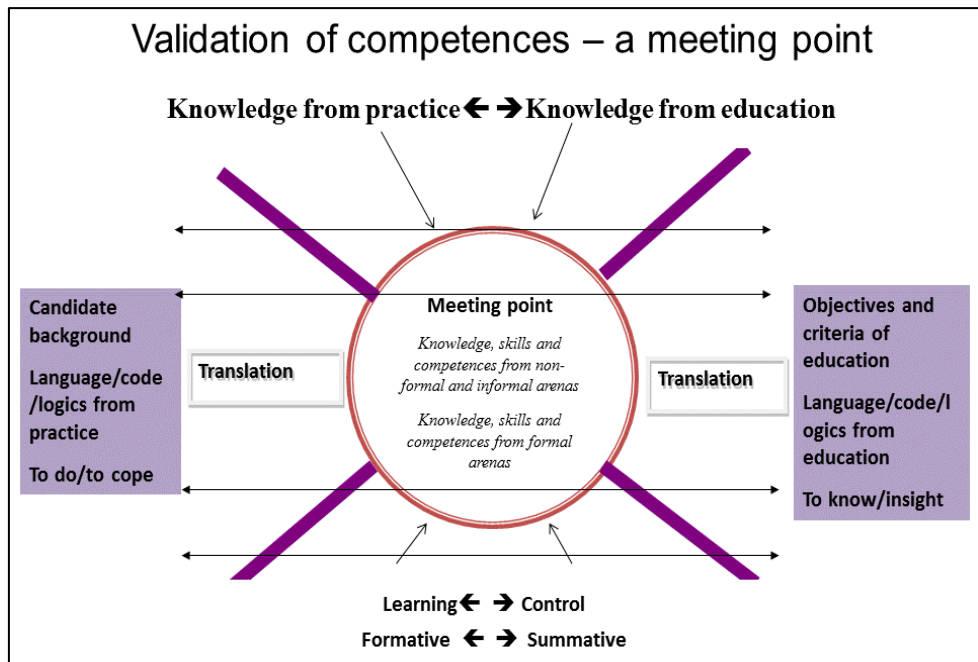 Validation of competences – a meeting point
Knowledge from practice 🡸 🡺 Knowledge from education
Candidate
background
Language/code
/logics from
practice
To do/to cope
Translation
Meeting point
Knowledge, skills and
competences from non-
formal and informal arenas
Knowledge, skills and
competences from formal
arenas
Translation
Objectives and
criteria of
education
Language/code/l
ogics from
education
To know/insight
Learning 🡸 🡺 Control
Formative 🡸 🡺 Summative